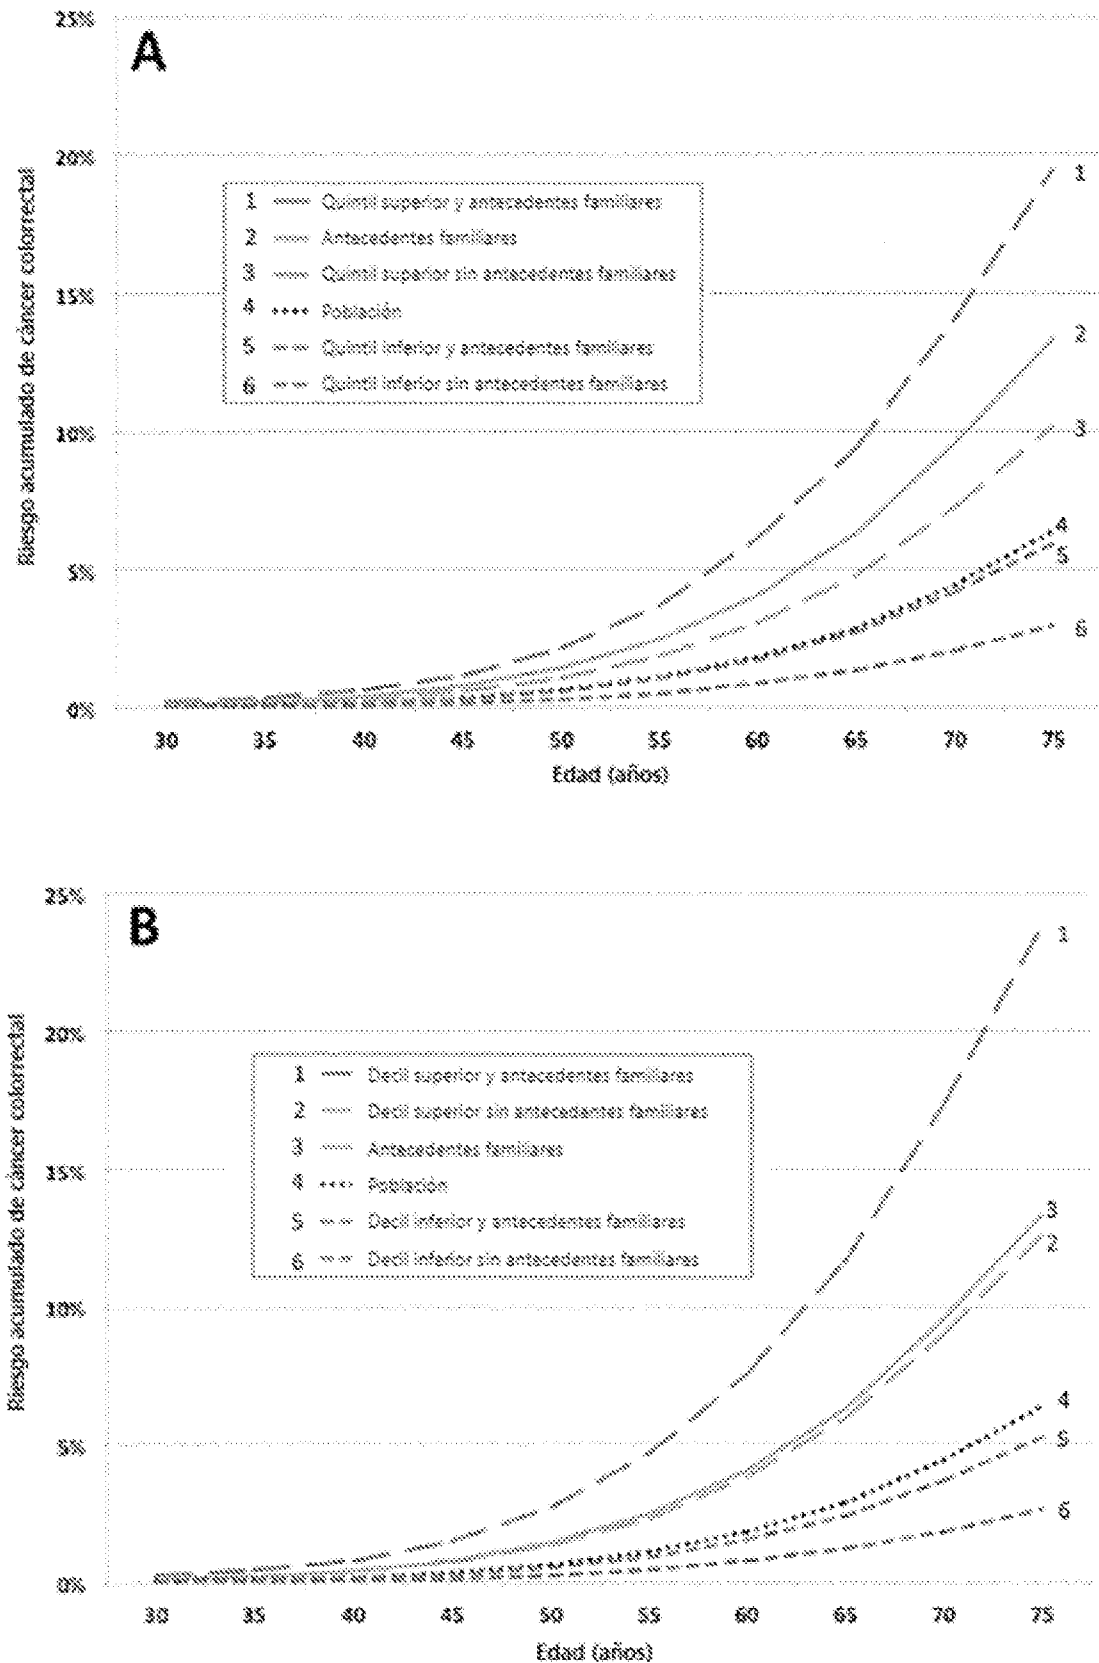 25%
A
20%
15%
10%
5%
0%
Riesgo acumulado de cáncer colorrectal
1 Quintil superior y antecedentes familiares
2 Antecedentes familiares
3 Quintil superior sin antecedentes familiares
4 Población
5 Quintil inferior y antecedentes familiares
6 Quintil inferior sin antecedentes familiares
1
2
3
4
5
6
30 35 40 45 50 55 60 65 70 75
Edad (años)
25%
B
20%
15%
10%
5%
0%
Riesgo acumulado de cáncer colorrectal
1 Decil superior y antecedentes familiares
2 Decil superior sin antecedantes familiares
3 Antecedentes familiares
4 Población
5 Decil inferior y antecedentes familiares
6 Decil inferior sin antecedentes familiares
1
3
2
4
5
6
30 35 40 45 50 55 60 65 70 75
Edad (años)